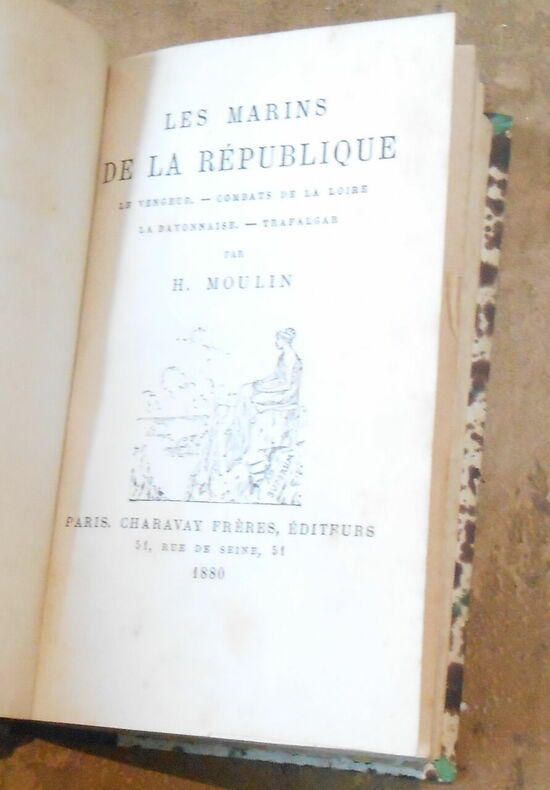 LES MARINS
DE LA RÉPUBLIQUE
LE VENGEUR. — COMBATS DE LA LOIRE
LA BAYONNAISE. — TRAFALGAR
PAR
H. MOULIN
PARIS. CHARAVAY FRÈRES, ÉDITEURS
51, RUE DE SEINE, 51
1880